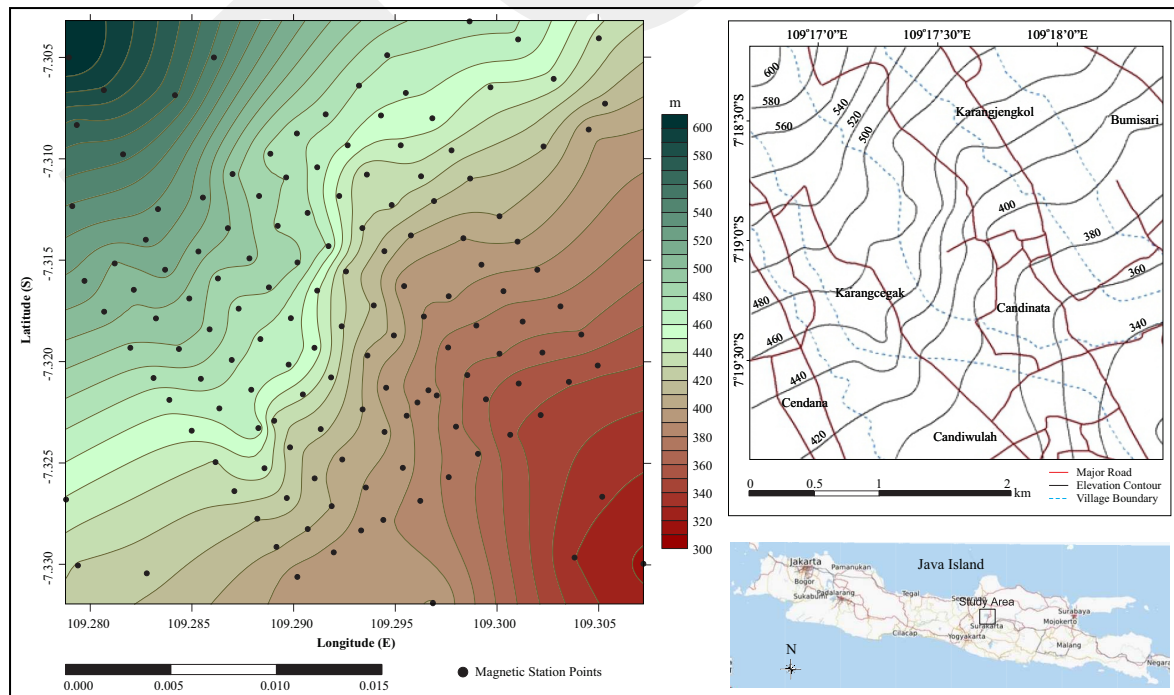 -7.305
-7.310
-7.315
-7.320
-7.325
-7.330
Latitude (S)
109.280
109.285
109.290
109.295
109.300
109.305
Longitude (E)
0.000
0.005
0.010
0.015
Magnetic Station Points
m
600
580
560
540
520
500
480
460
440
420
400
380
360
340
320
300
109°17'0"E
109°17'30"E
109°18'0"E
7°18'30"S
7°19'0"S
7°19'30"S
600
580
560
540
520
500
Karangjengkol
Bumisari
400
380
360
480
Karangcegak
Candinata
460
340
440
Cendana
420
Candiwulah
Major Road
Elevation Contour
Village Boundary
0
0.5
1
2
km
Java Island
Jakarta
Pamanukan
Bogor
Sukabumi
Padalarang
Tegal
Study Area
Surabaya
Surakarta
Mojokerto
Cilacap
Yogyakarta
Malang
Negara
N